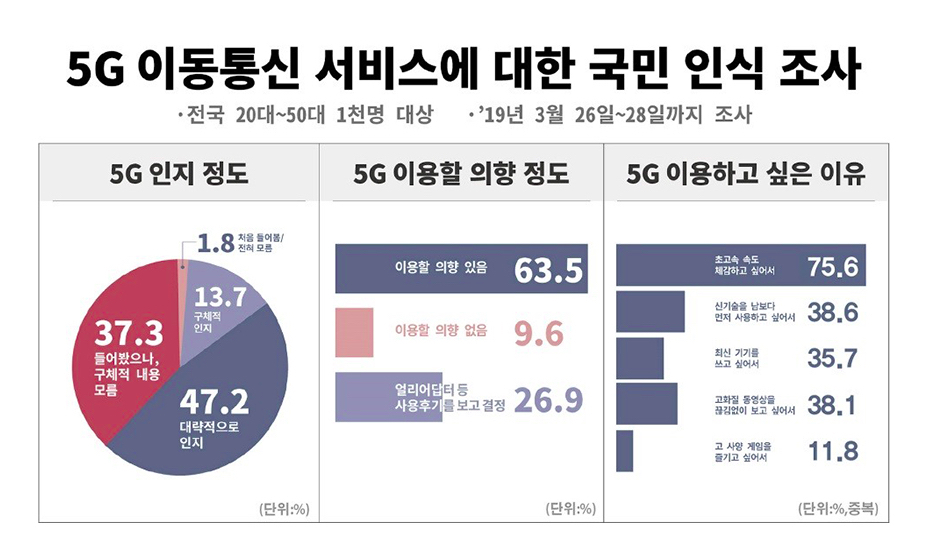 5G 이동통신 서비스에 대한 국민 인식 조사
·전국 20대~50대 1천명 대상 ·’19년 3월 26일~28일까지 조사
5G 인지 정도
1.8 처음 들어봄/
전혀 모름
13.7
구체적
인지
37.3
들어봤으나,
구체적 내용
모름
47.2
대략적으로
인지
(단위:%)
5G 이용할 의향 정도
이용할 의향 있음 63.5
이용할 의향 없음 9.6
얼리어답터 등
사용후기를 보고 결정 26.9
(단위:%)
5G 이용하고 싶은 이유
초고속 속도
체감하고 싶어서 75.6
신기술을 남보다
먼저 사용하고 싶어서 38.6
최신 기기를
쓰고 싶어서 35.7
고화질 동영상을
끊김없이 보고 싶어서 38.1
고 사양 게임을
즐기고 싶어서 11.8
(단위:%,중복)